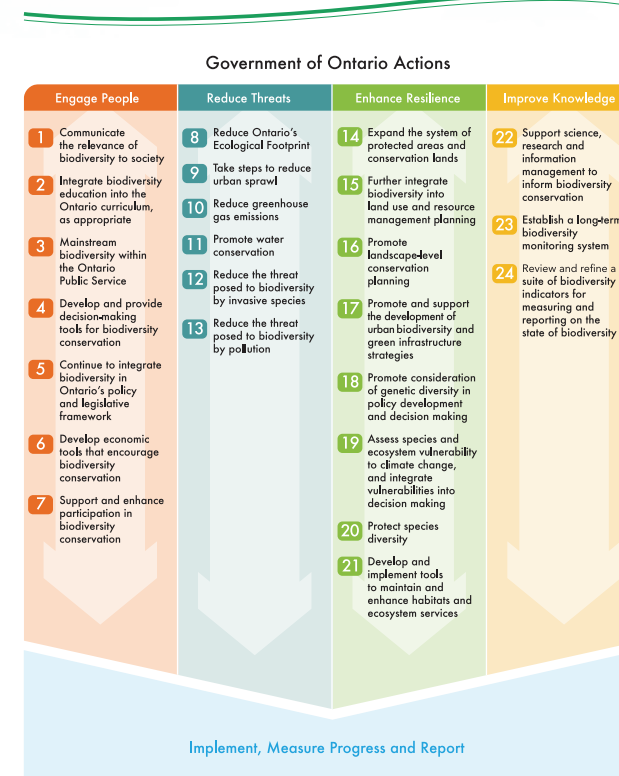 Government of Ontario Actions
Engage People
1 Communicate
the relevance of
biodiversity to society
2 Integrate biodiversity
education into the
Ontario curriculum,
as appropriate
3 Mainstream
biodiversity within
the Ontario
Public Service
4 Develop and provide
decision-making
tools for biodiversity
conservation
5 Continue to integrate
biodiversity in
Ontario's policy
and legislative
framework
6 Develop economic
tools that encourage
biodiversity
conservation
7 Support and enhance
participation in
biodiversity
conservation
Reduce Threats
8 Reduce Ontario's
Ecological Footprint
9 Take steps to reduce
urban sprawl
10 Reduce greenhouse
gas emissions
11 Promote water
conservation
12 Reduce the threat
posed to biodiversity
by invasive species
13 Reduce the threat
posed to biodiversity
by pollution
Enhance Resilience
14 Expand the system of
protected areas and
conservation lands
15 Further integrate
biodiversity into
land use and resource
management planning
16 Promote
landscape-level
conservation
planning
17 Promote and support
the development of
urban biodiversity and
green infrastructure
strategies
18 Promote consideration
of genetic diversity in
policy development
and decision making
19 Assess species and
ecosystem vulnerability
to climate change,
and integrate
vulnerabilities into
decision making
20 Protect species
diversity
21 Develop and
implement tools
to maintain and
enhance habitats and
ecosystem services
Improve Knowledge
22 Support science,
research and
information
management to
inform biodiversity
conservation
23 Establish a long-term
biodiversity
monitoring system
24 Review and refine a
suite of biodiversity
indicators for
measuring and
reporting on the
state of biodiversity
Implement, Measure Progress and Report